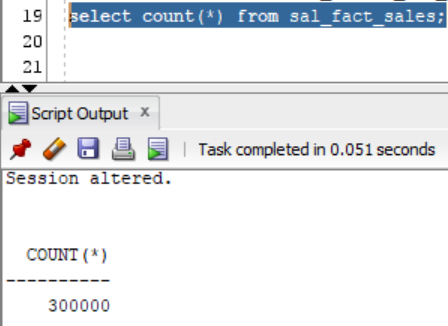 19 select count(*) from sal_fact_sales;
20
21
Script Output x
Task completed in 0.051 seconds
Session altered.
COUNT(*)
----------
300000